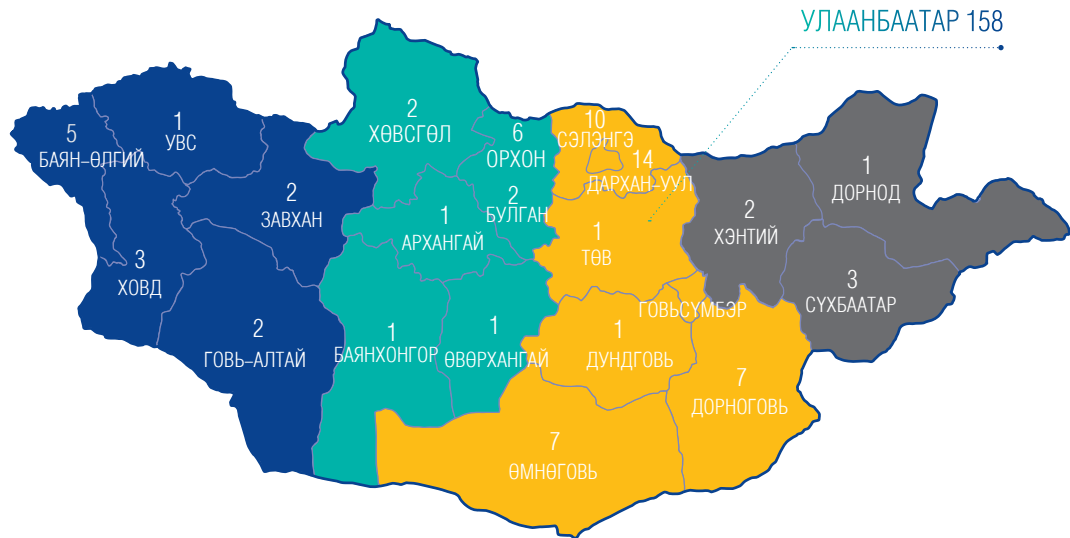 УЛААНБААТАР 158
5
БАЯН-ӨЛГИЙ
1
УВС
2
ЗАВХАН
3
ХОВД
2
ГОВЬ-АЛТАЙ
2
ХӨВСГӨЛ
6
ОРХОН
2
БУЛГАН
1
АРХАНГАЙ
1
БАЯНХОНГОР
1
ӨВӨРХАНГАЙ
10
СЭЛЭНГЭ
14
ДАРХАН-УУЛ
1
ТӨВ
ГОВЬСҮМБЭР
1
ДУНДГОВЬ
7
ДОРНОГОВЬ
7
ӨМНӨГОВЬ
2
ХЭНТИЙ
1
ДОРНОД
3
СҮХБААТАР